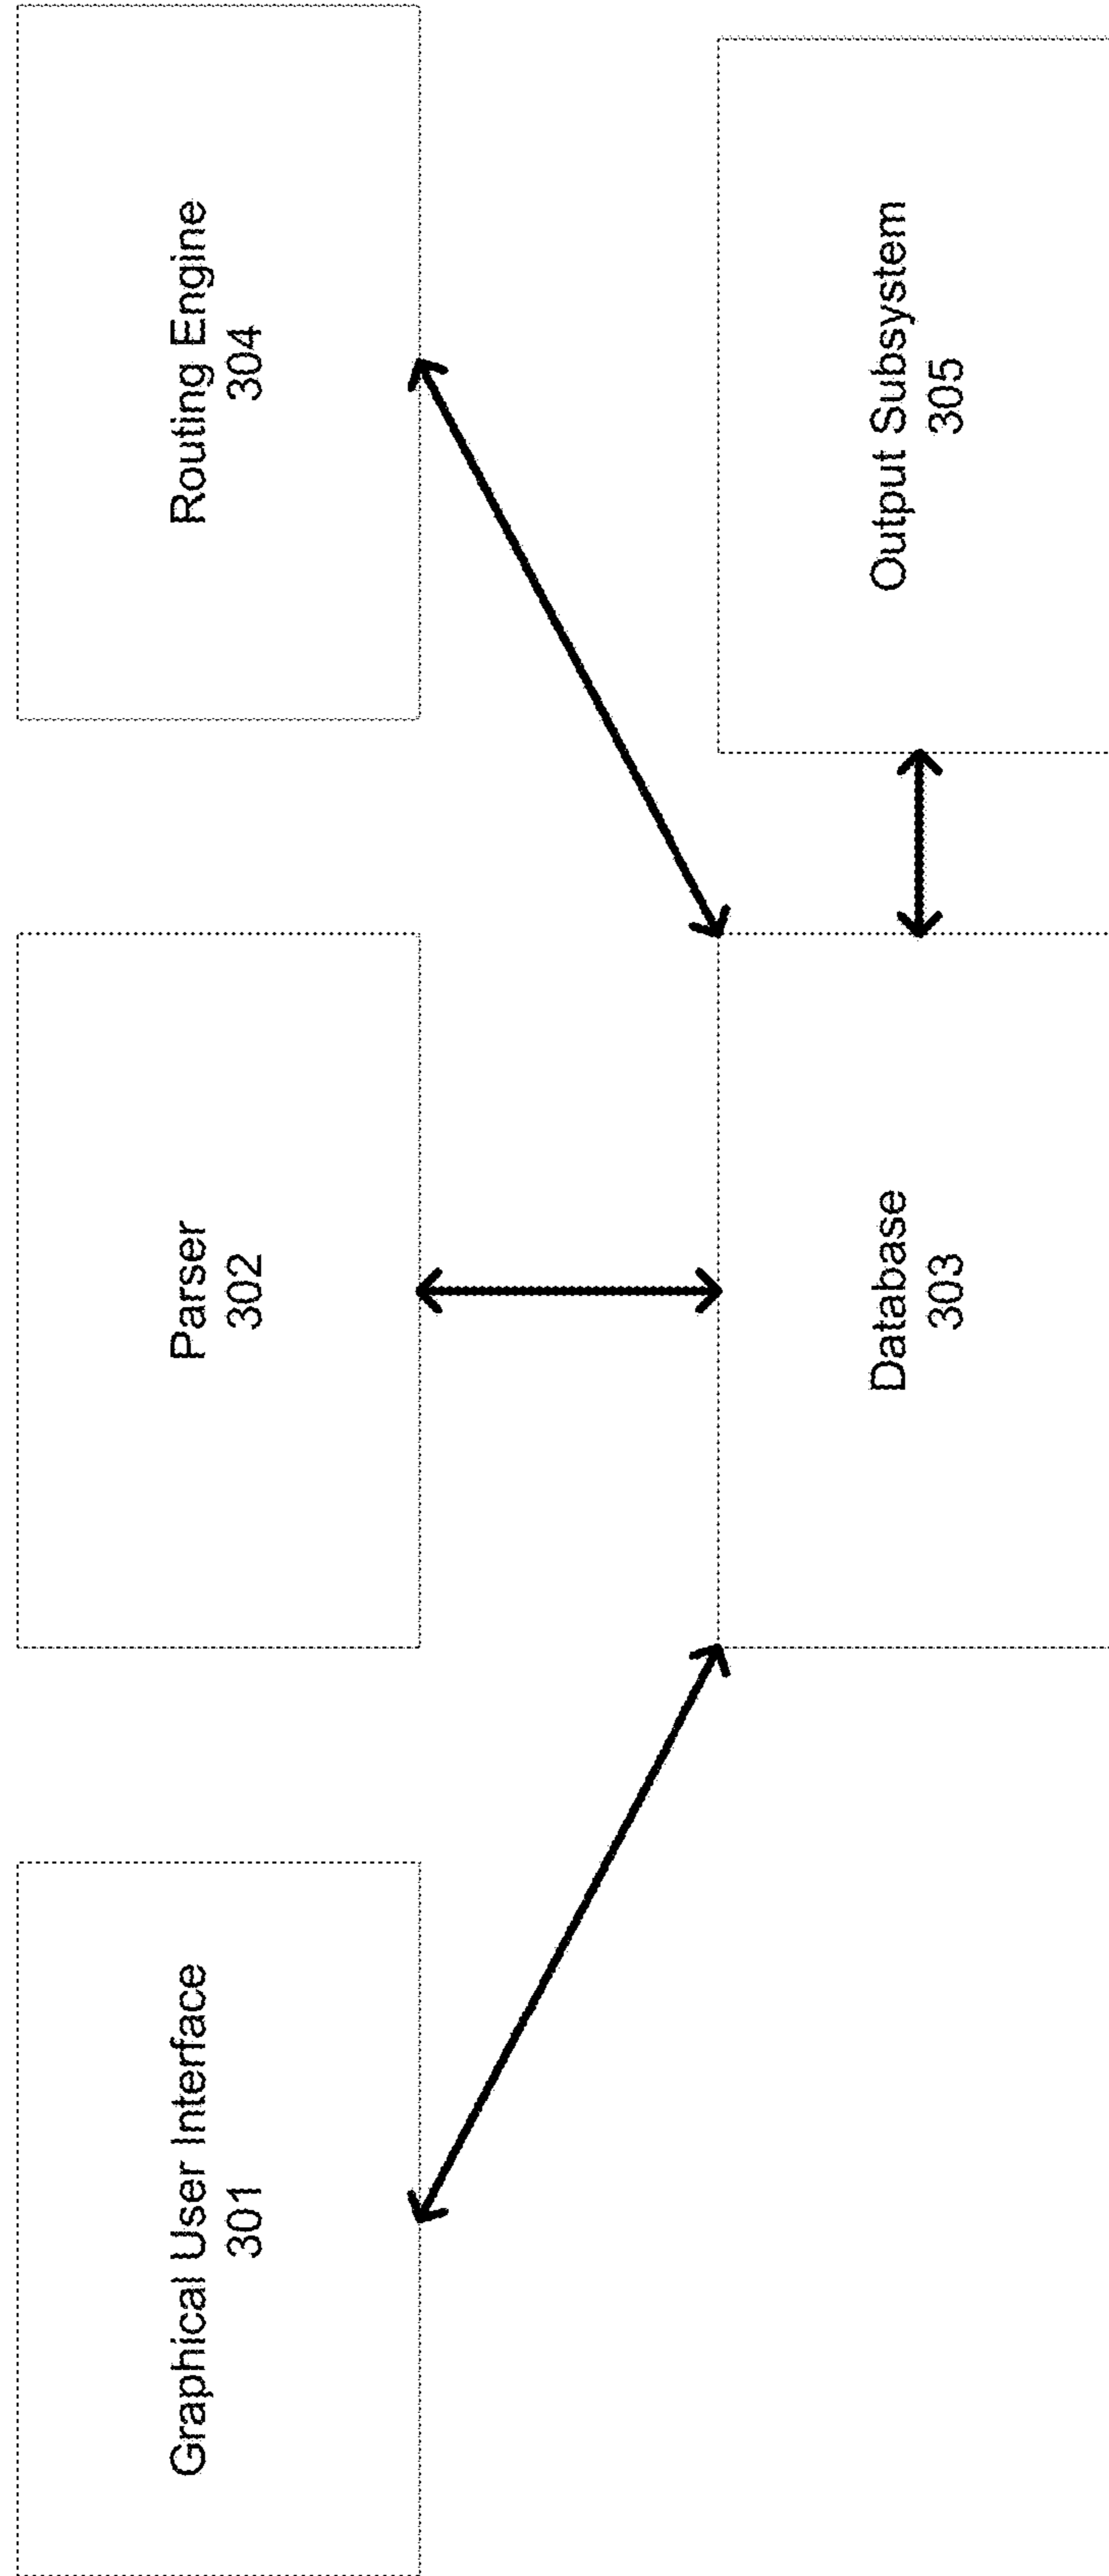 Graphical User Interface
301
Parser
302
Routing Engine
304
Database
303
Output Subsystem
305